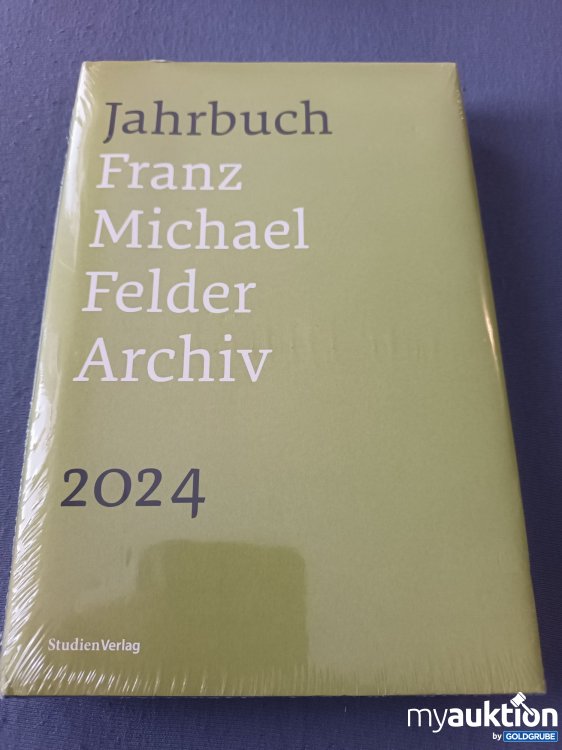 Jahrbuch
Franz
Michael
Felder
Archiv
2024
StudienVerlag
myauktion
by GOLDGRUBE